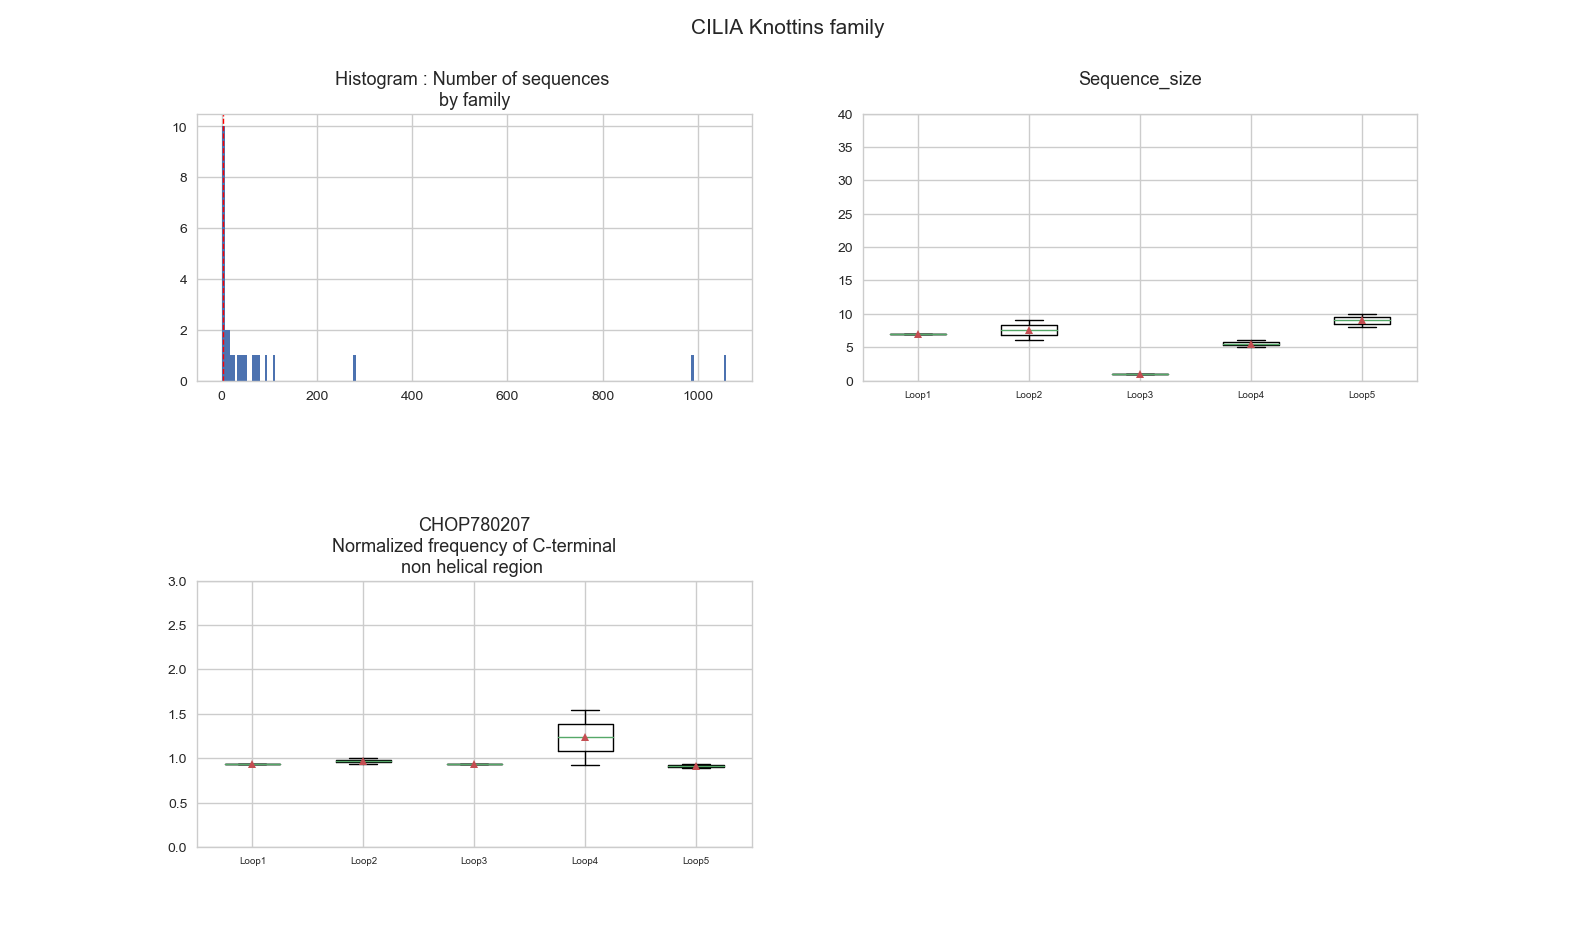 CILIA Knottins family
Histogram : Number of sequences
by family
10
8
6
4
2
0
0 200 400 600 800 1000
Sequence_size
40
35
30
25
20
15
10
5
0
Loop1 Loop2 Loop3 Loop4 Loop5
CHOP780207
Normalized frequency of C-terminal
non helical region
3.0
2.5
2.0
1.5
1.0
0.5
0.0
Loop1 Loop2 Loop3 Loop4 Loop5